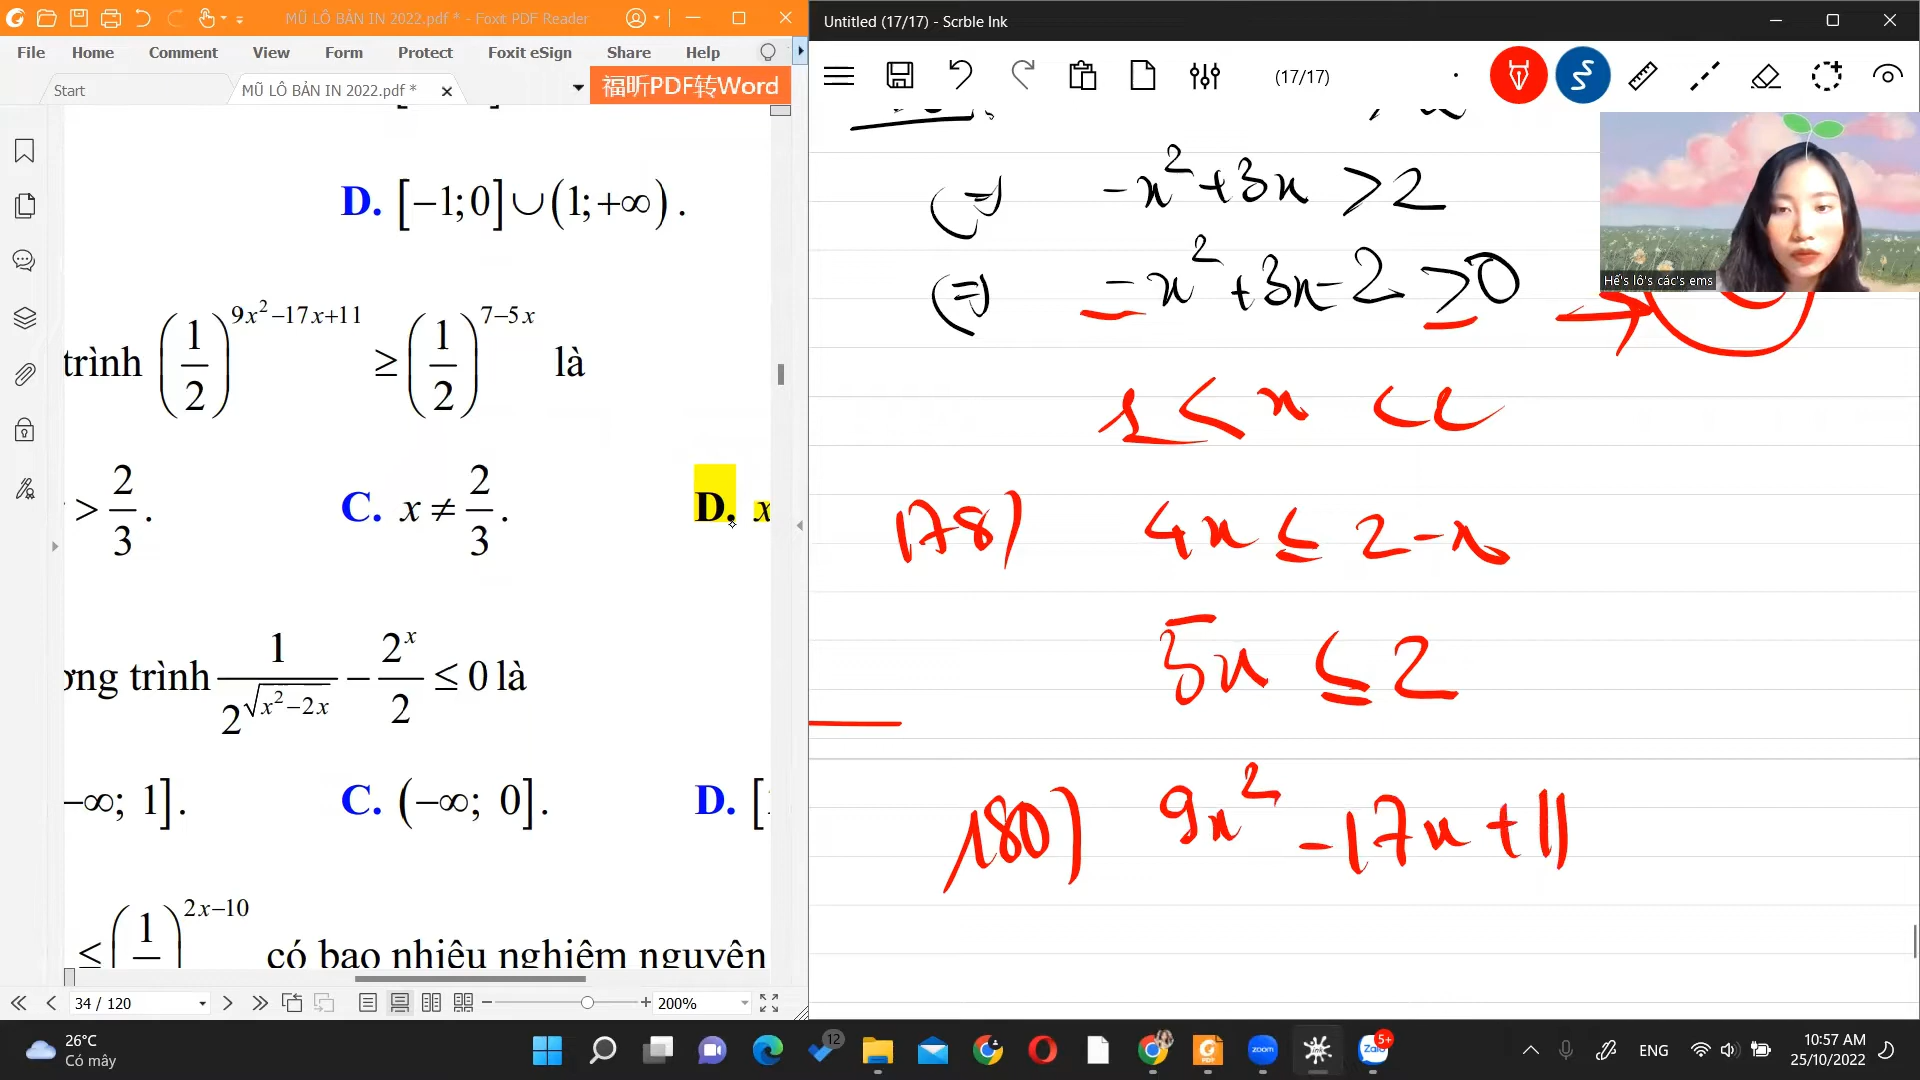 MŨ LÔ BẢN IN 2022.pdf * - Foxit PDF Reader
File Home Comment View Form Protect Foxit eSign Share Help
Start
MŨ LÔ BẢN IN 2022.pdf *
福昕PDF转Word
D. [−1;0]∪(1;+∞).
trình (1/2)^(9x²−17x+11) ≥ (1/2)^(7−5x) là
> 2/3.
C. x ≠ 2/3.
D. x
trình 1/2^√(x²−2x) − 2^x/2 ≤ 0 là
−∞; 1].
C. (−∞; 0].
D. [
≤ (1/)^(2x−10) có bao nhiêu nghiệm nguyên
34 / 120
200%
Untitled (17/17) - Scrble Ink
(17/17)
Hế's lô's các's ems
(=) -x²+3x >2
(=) -x²+3x-2 >0
1 < x < 2
178) 4x ≤ 2-x
5x ≤ 2
180) 9x² -17x+11
26°C
Có mây
12
zoom
Zalo
5+
ENG
10:57 AM
25/10/2022